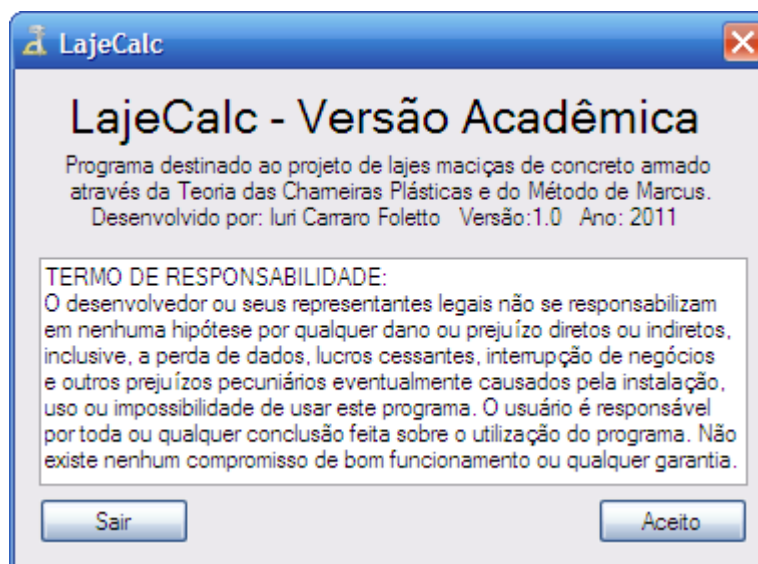 LajeCalc
LajeCalc - Versão Acadêmica
Programa destinado ao projeto de lajes maciças de concreto armado
através da Teoria das Charneiras Plásticas e do Método de Marcus.
Desenvolvido por: Iuri Carraro Foletto Versão:1.0 Ano: 2011
TERMO DE RESPONSABILIDADE:
O desenvolvedor ou seus representantes legais não se responsabilizam
em nenhuma hipótese por qualquer dano ou prejuízo diretos ou indiretos,
inclusive, a perda de dados, lucros cessantes, interrupção de negócios
e outros prejuízos pecuniários eventualmente causados pela instalação,
uso ou impossibilidade de usar este programa. O usuário é responsável
por toda ou qualquer conclusão feita sobre o utilização do programa. Não
existe nenhum compromisso de bom funcionamento ou qualquer garantia.
Sair
Aceito